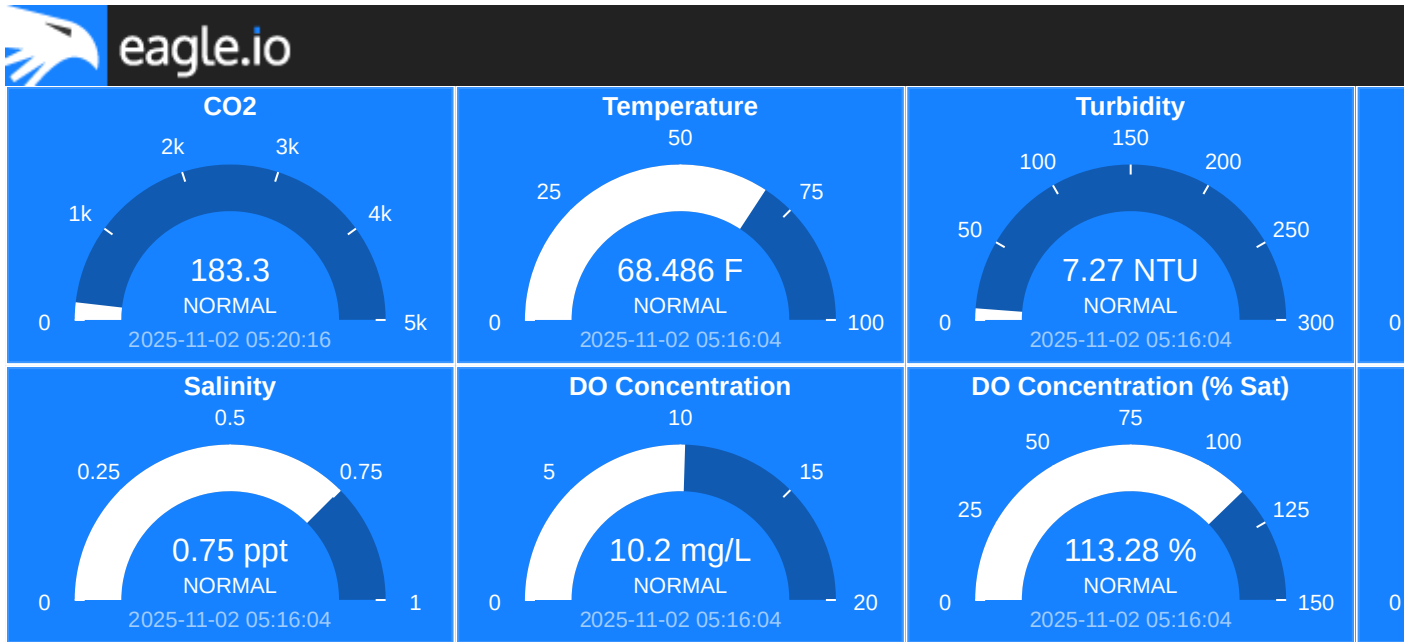 eagle.io
CO2
2k 3k
1k 4k
183.3
NORMAL
0 5k
2025-11-02 05:20:16
Temperature
50
25 75
68.486 F
NORMAL
0 100
2025-11-02 05:16:04
Turbidity
150
100 200
50 250
7.27 NTU
NORMAL
0 300
2025-11-02 05:16:04
0
Salinity
0.5
0.25 0.75
0.75 ppt
NORMAL
0 1
2025-11-02 05:16:04
DO Concentration
10
5 15
10.2 mg/L
NORMAL
0 20
2025-11-02 05:16:04
DO Concentration (% Sat)
75
50 100
25 125
113.28 %
NORMAL
0 150
2025-11-02 05:16:04
0